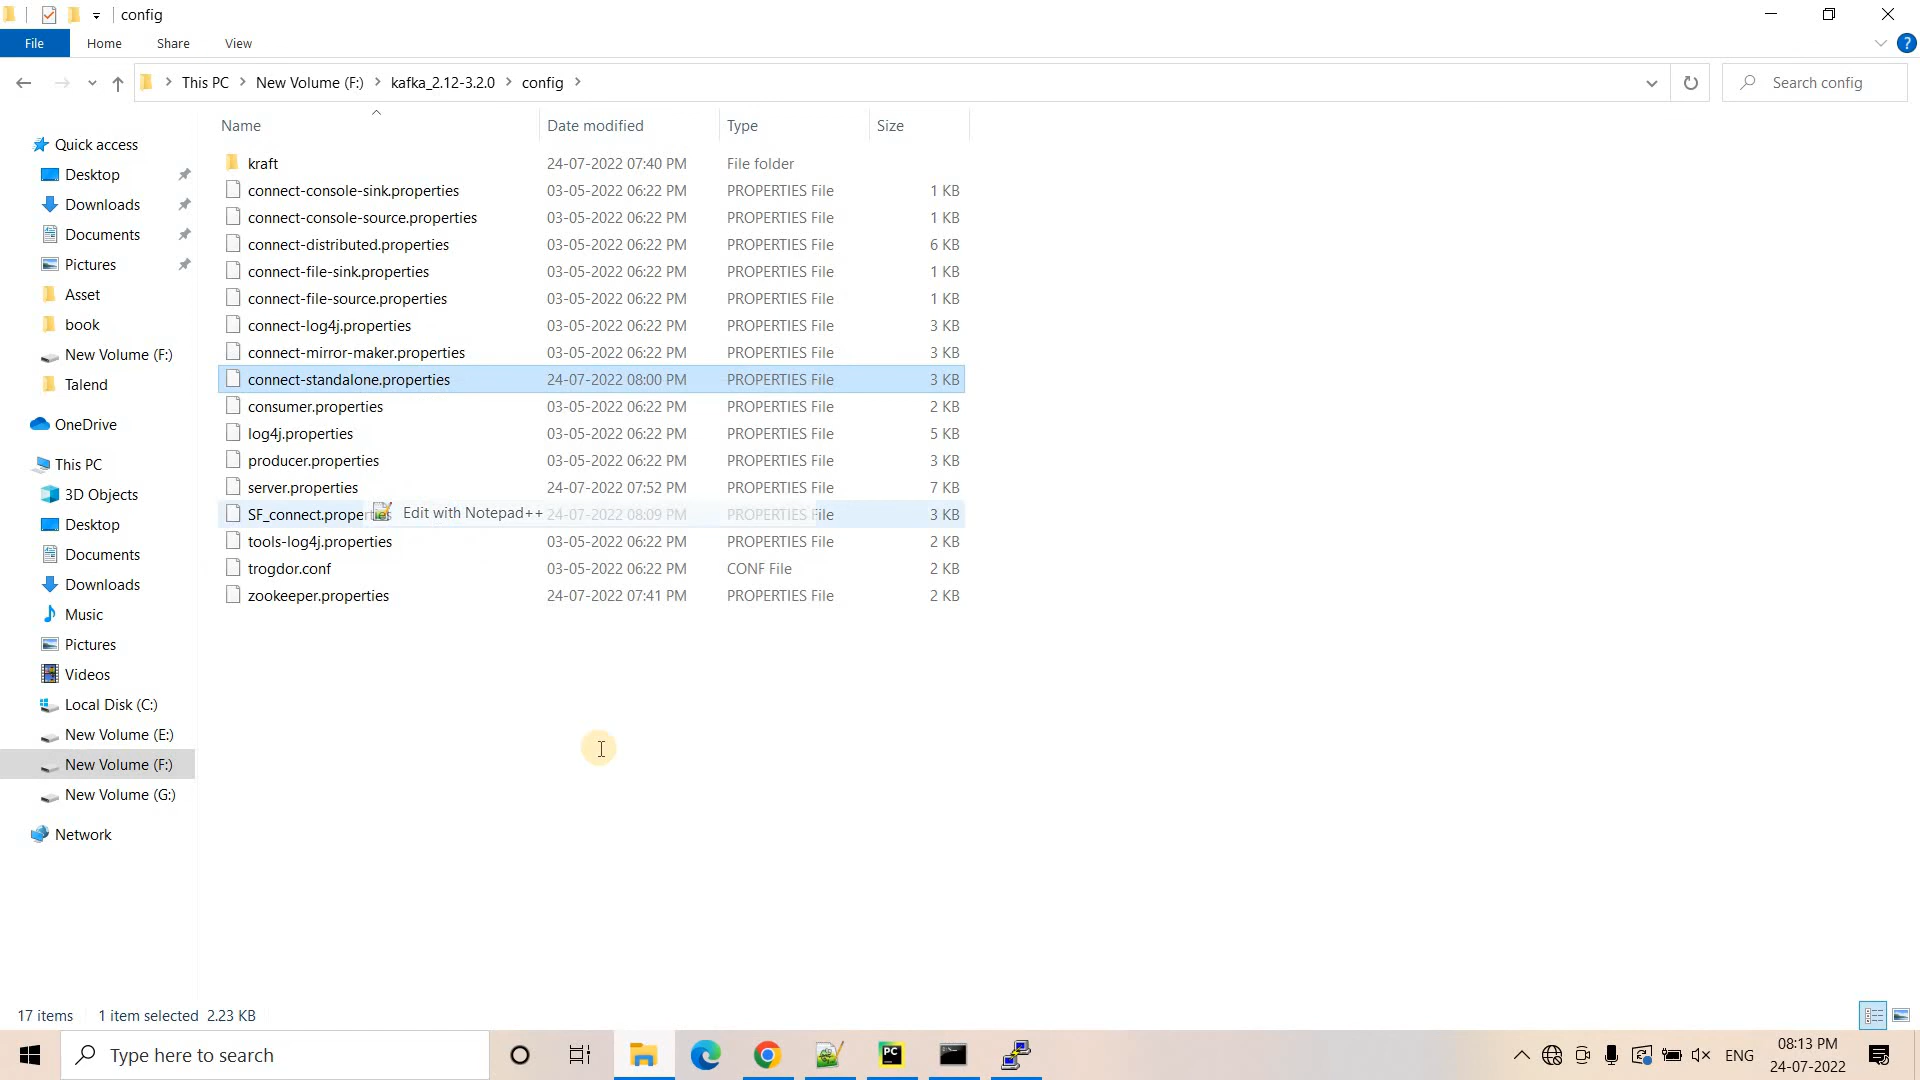 config
File Home Share View
This PC New Volume (F:) kafka_2.12-3.2.0 config
Search config
Name Date modified Type Size
Quick access
Desktop
Downloads
Documents
Pictures
Asset
book
New Volume (F:)
Talend
OneDrive
This PC
3D Objects
Desktop
Documents
Downloads
Music
Pictures
Videos
Local Disk (C:)
New Volume (E:)
New Volume (F:)
New Volume (G:)
Network
kraft 24-07-2022 07:40 PM File folder
connect-console-sink.properties 03-05-2022 06:22 PM PROPERTIES File 1 KB
connect-console-source.properties 03-05-2022 06:22 PM PROPERTIES File 1 KB
connect-distributed.properties 03-05-2022 06:22 PM PROPERTIES File 6 KB
connect-file-sink.properties 03-05-2022 06:22 PM PROPERTIES File 1 KB
connect-file-source.properties 03-05-2022 06:22 PM PROPERTIES File 1 KB
connect-log4j.properties 03-05-2022 06:22 PM PROPERTIES File 3 KB
connect-mirror-maker.properties 03-05-2022 06:22 PM PROPERTIES File 3 KB
connect-standalone.properties 24-07-2022 08:00 PM PROPERTIES File 3 KB
consumer.properties 03-05-2022 06:22 PM PROPERTIES File 2 KB
log4j.properties 03-05-2022 06:22 PM PROPERTIES File 5 KB
producer.properties 03-05-2022 06:22 PM PROPERTIES File 3 KB
server.properties 24-07-2022 07:52 PM PROPERTIES File 7 KB
SF_connect.properties Edit with Notepad++ 24-07-2022 08:09 PM PROPERTIES File 3 KB
tools-log4j.properties 03-05-2022 06:22 PM PROPERTIES File 2 KB
trogdor.conf 03-05-2022 06:22 PM CONF File 2 KB
zookeeper.properties 24-07-2022 07:41 PM PROPERTIES File 2 KB
17 items 1 item selected 2.23 KB
Type here to search
PC
ENG
08:13 PM
24-07-2022